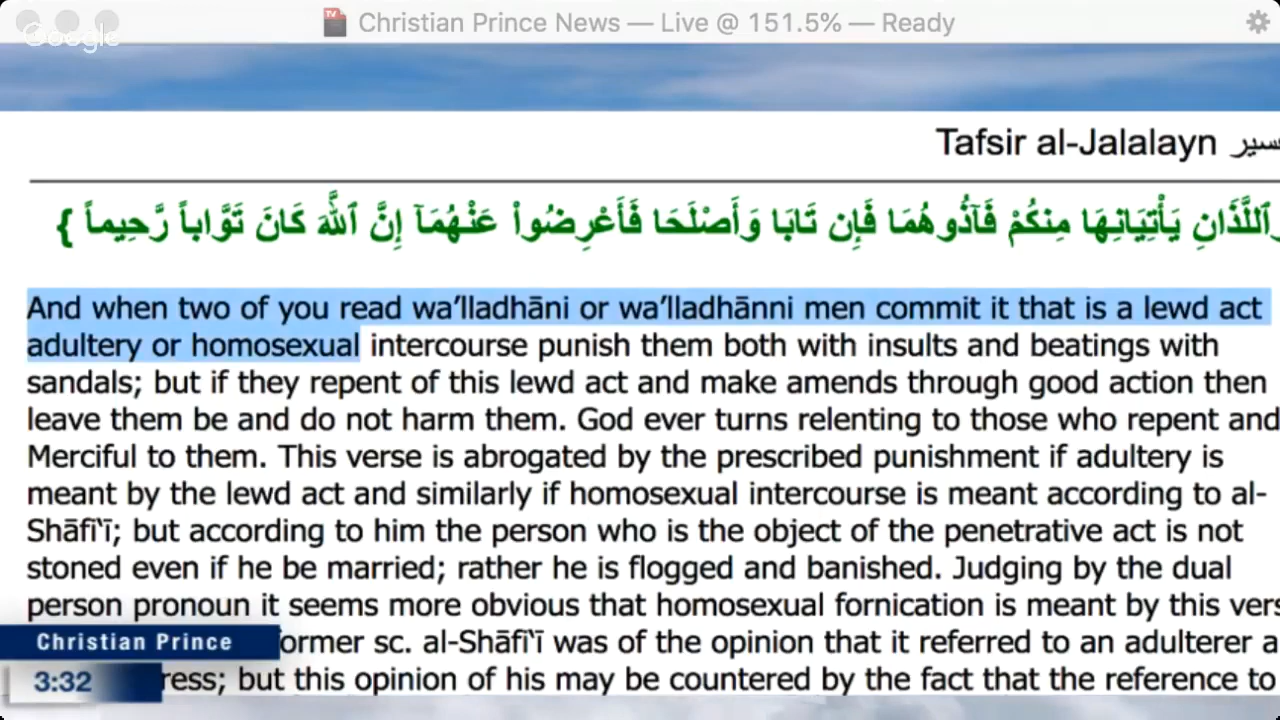 Google
TV
Christian Prince News — Live @ 151.5% — Ready
Tafsir al-Jalalayn
ٱللَّذَانِ يَأْتِيَانِهَا مِنكُمْ فَآذُوهُمَا فَإِن تَابَا وَأَصْلَحَا فَأَعْرِضُواْ عَنْهُمَآ إِنَّ ٱللَّهَ كَانَ تَوَّاباً رَّحِيماً }
And when two of you read wa’lladhāni or wa’lladhānni men commit it that is a lewd act
adultery or homosexual intercourse punish them both with insults and beatings with
sandals; but if they repent of this lewd act and make amends through good action then
leave them be and do not harm them. God ever turns relenting to those who repent and
Merciful to them. This verse is abrogated by the prescribed punishment if adultery is
meant by the lewd act and similarly if homosexual intercourse is meant according to al-
Shāfi‘ī; but according to him the person who is the object of the penetrative act is not
stoned even if he be married; rather he is flogged and banished. Judging by the dual
person pronoun it seems more obvious that homosexual fornication is meant by this
ormer sc. al-Shāfi‘ī was of the opinion that it referred to an adulterer
ress; but this opinion of his may be countered by the fact that the reference to
Christian Prince
3:32